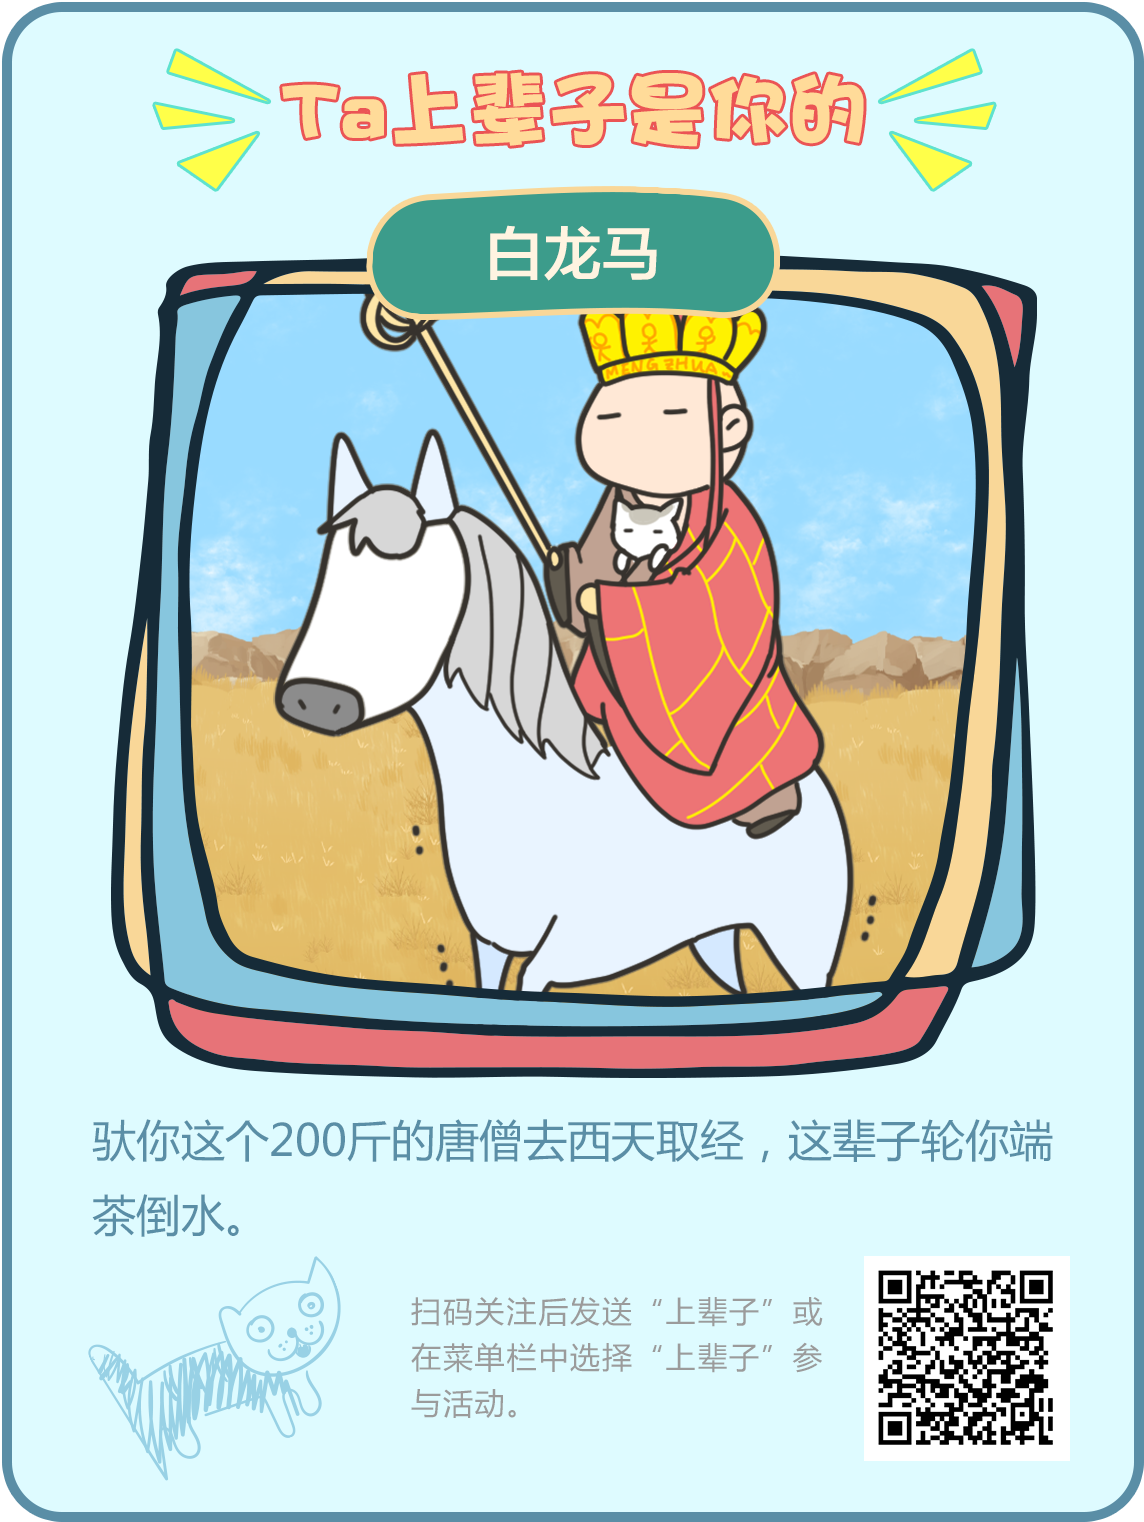 Ta上辈子是你的
白龙马
MENGZHUA
驮你这个200斤的唐僧去西天取经，这辈子轮你端
茶倒水。
扫码关注后发送“上辈子”或
在菜单栏中选择“上辈子”参
与活动。